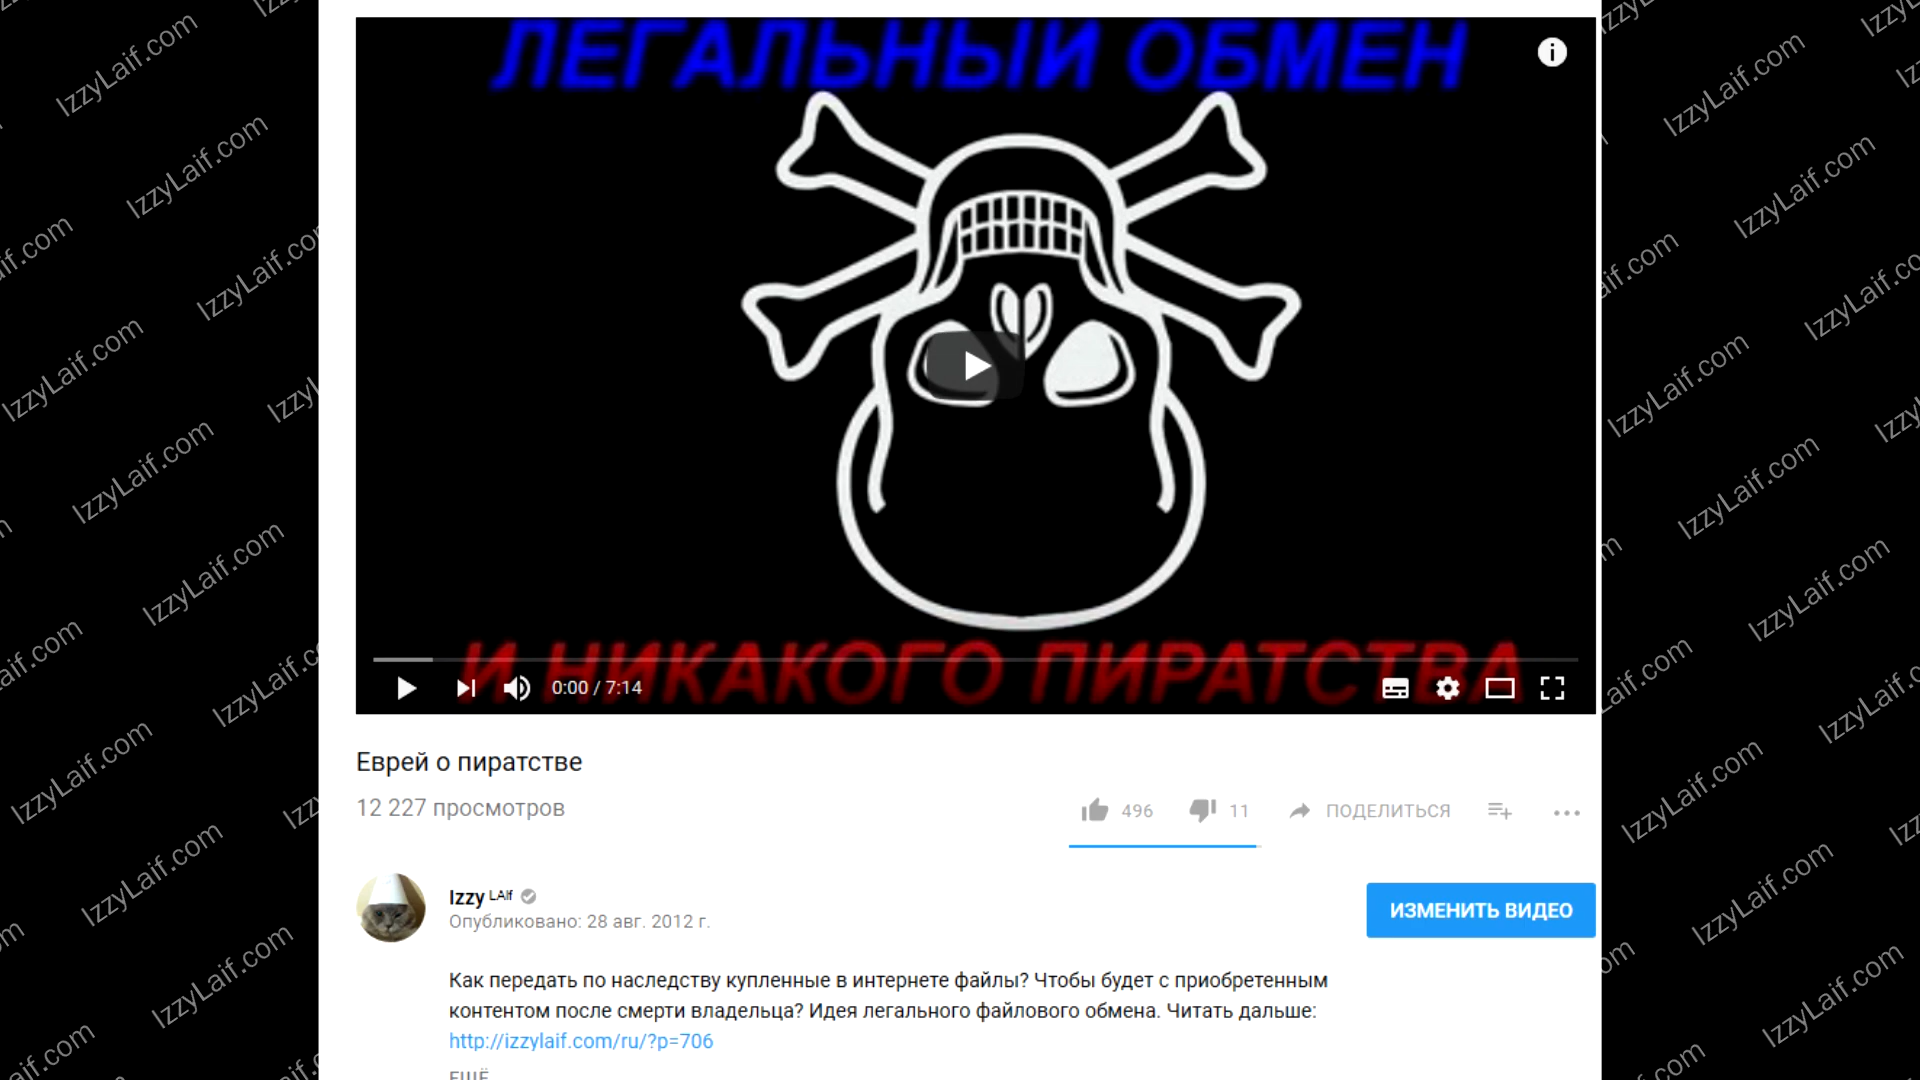 ЛЕГАЛЬНЫЙ ОБМЕН
И НИКАКОГО ПИРАТСТВА
0:00 / 7:14
Еврей о пиратстве
12 227 просмотров
496 11 ПОДЕЛИТЬСЯ
Izzy LAIf
Опубликовано: 28 авг. 2012 г.
ИЗМЕНИТЬ ВИДЕО
Как передать по наследству купленные в интернете файлы? Чтобы будет с приобретенным
контентом после смерти владельца? Идея легального файлового обмена. Читать дальше:
http://izzylaif.com/ru/?p=706
ЕЩЁ
IzzyLaif.com